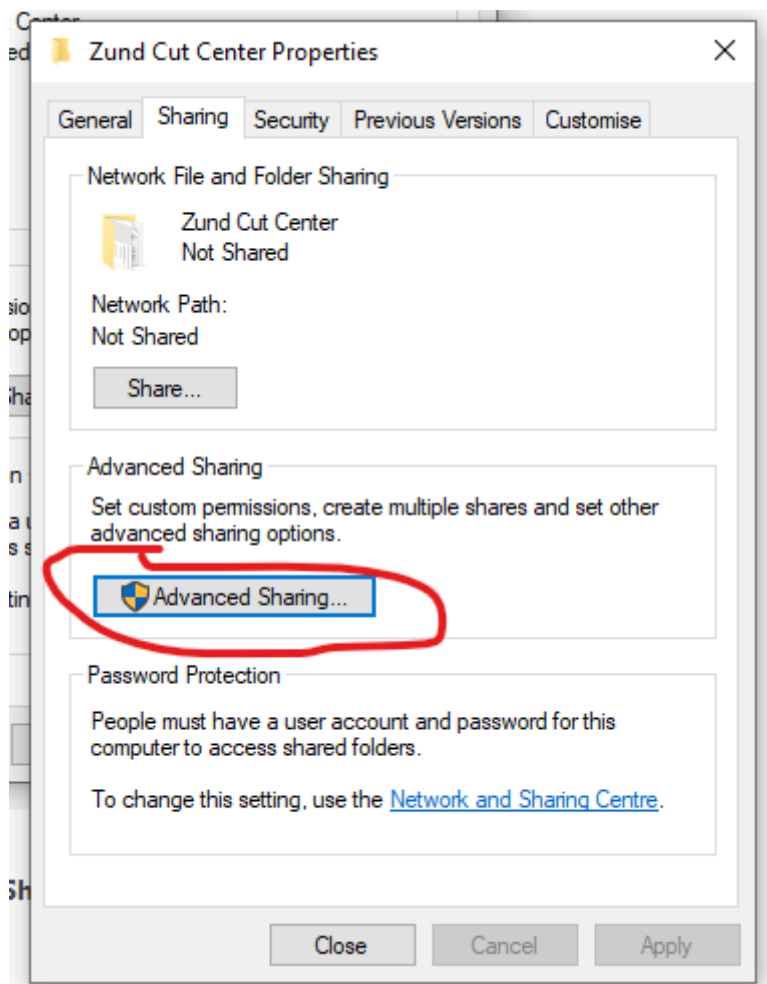 Center
ed
Zund Cut Center Properties
General Sharing Security Previous Versions Customise
Network File and Folder Sharing
Zund Cut Center
Not Shared
Network Path:
Not Shared
Share...
Advanced Sharing
Set custom permissions, create multiple shares and set other
advanced sharing options.
Advanced Sharing...
Password Protection
People must have a user account and password for this
computer to access shared folders.
To change this setting, use the Network and Sharing Centre.
Close Cancel Apply